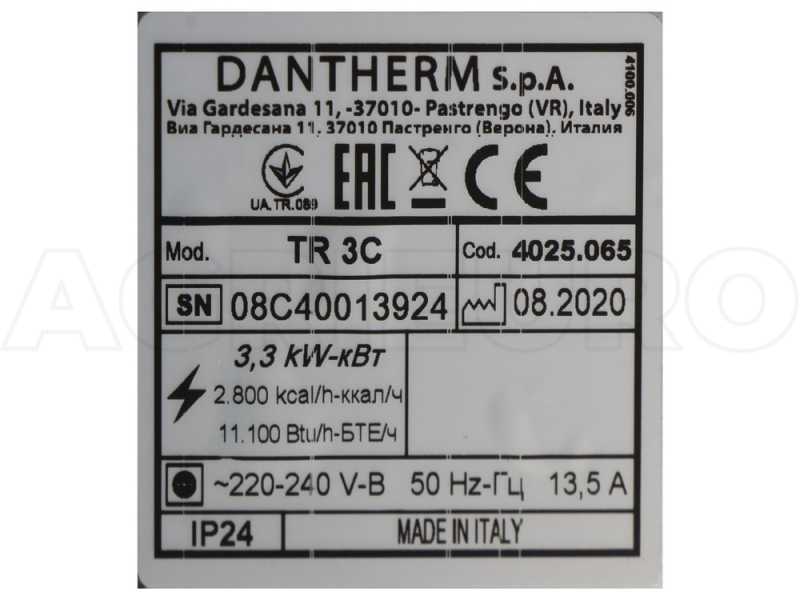 DANTHERM S.p.A.
4100.006
Via Gardesana 11, -37010- Pastrengo (VR), Italy
Виа Гардесана 11, 37010 Пастренго (Верона), Италия
UA.TR.089 EAC CE
Mod. TR 3C Cod. 4025.065
SN 08C40013924 08.2020
3,3 kW-кВт
2.800 kcal/h-ккал/ч
11.100 Btu/h-БТЕ/ч
~220-240 V-В 50 Hz-Гц 13,5 A
IP24 MADE IN ITALY
AGRIEURO